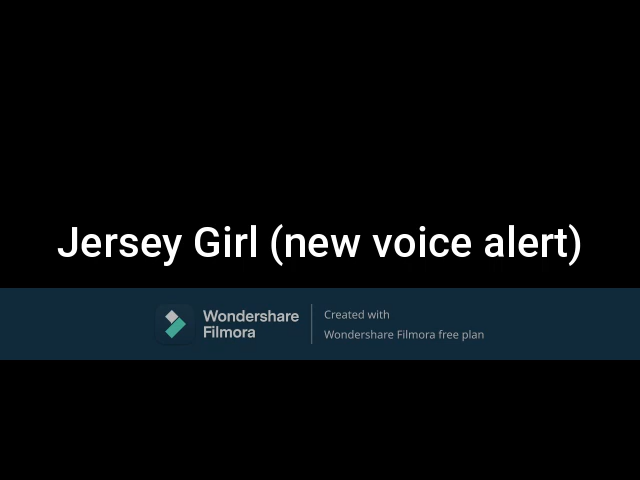 Jersey Girl (new voice alert)
Wondershare
Filmora
Created with
Wondershare Filmora free plan